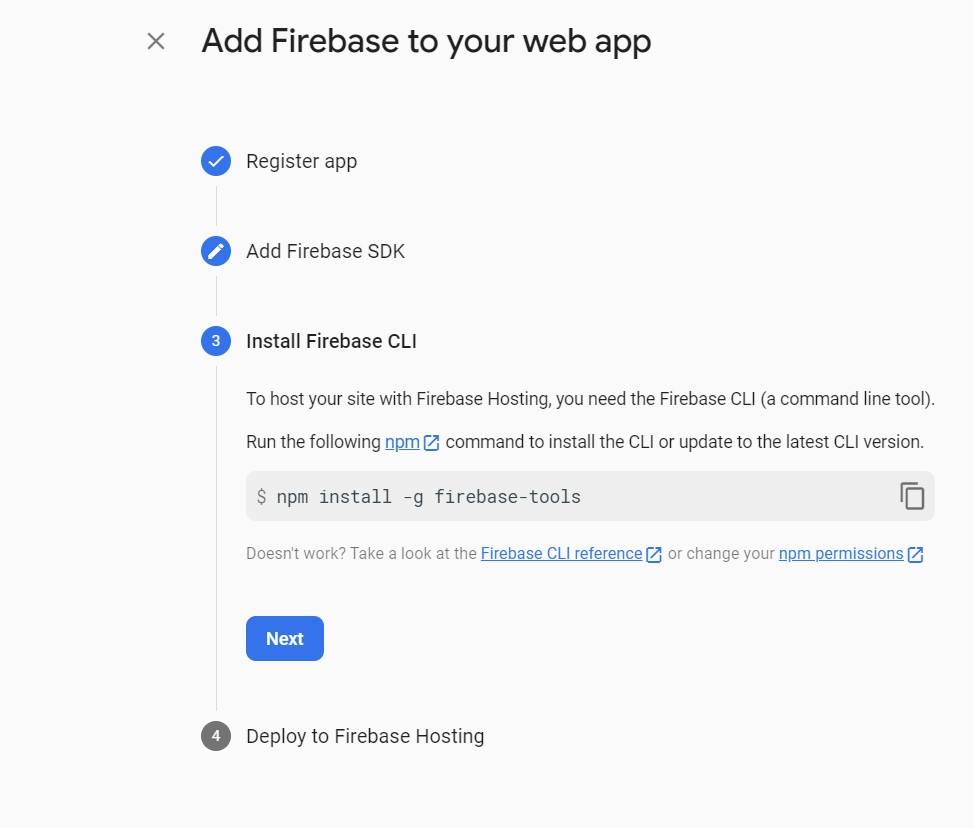 Add Firebase to your web app
Register app
Add Firebase SDK
3 Install Firebase CLI
To host your site with Firebase Hosting, you need the Firebase CLI (a command line tool).
Run the following npm command to install the CLI or update to the latest CLI version.
$ npm install -g firebase-tools
Doesn't work? Take a look at the Firebase CLI reference or change your npm permissions
Next
4 Deploy to Firebase Hosting